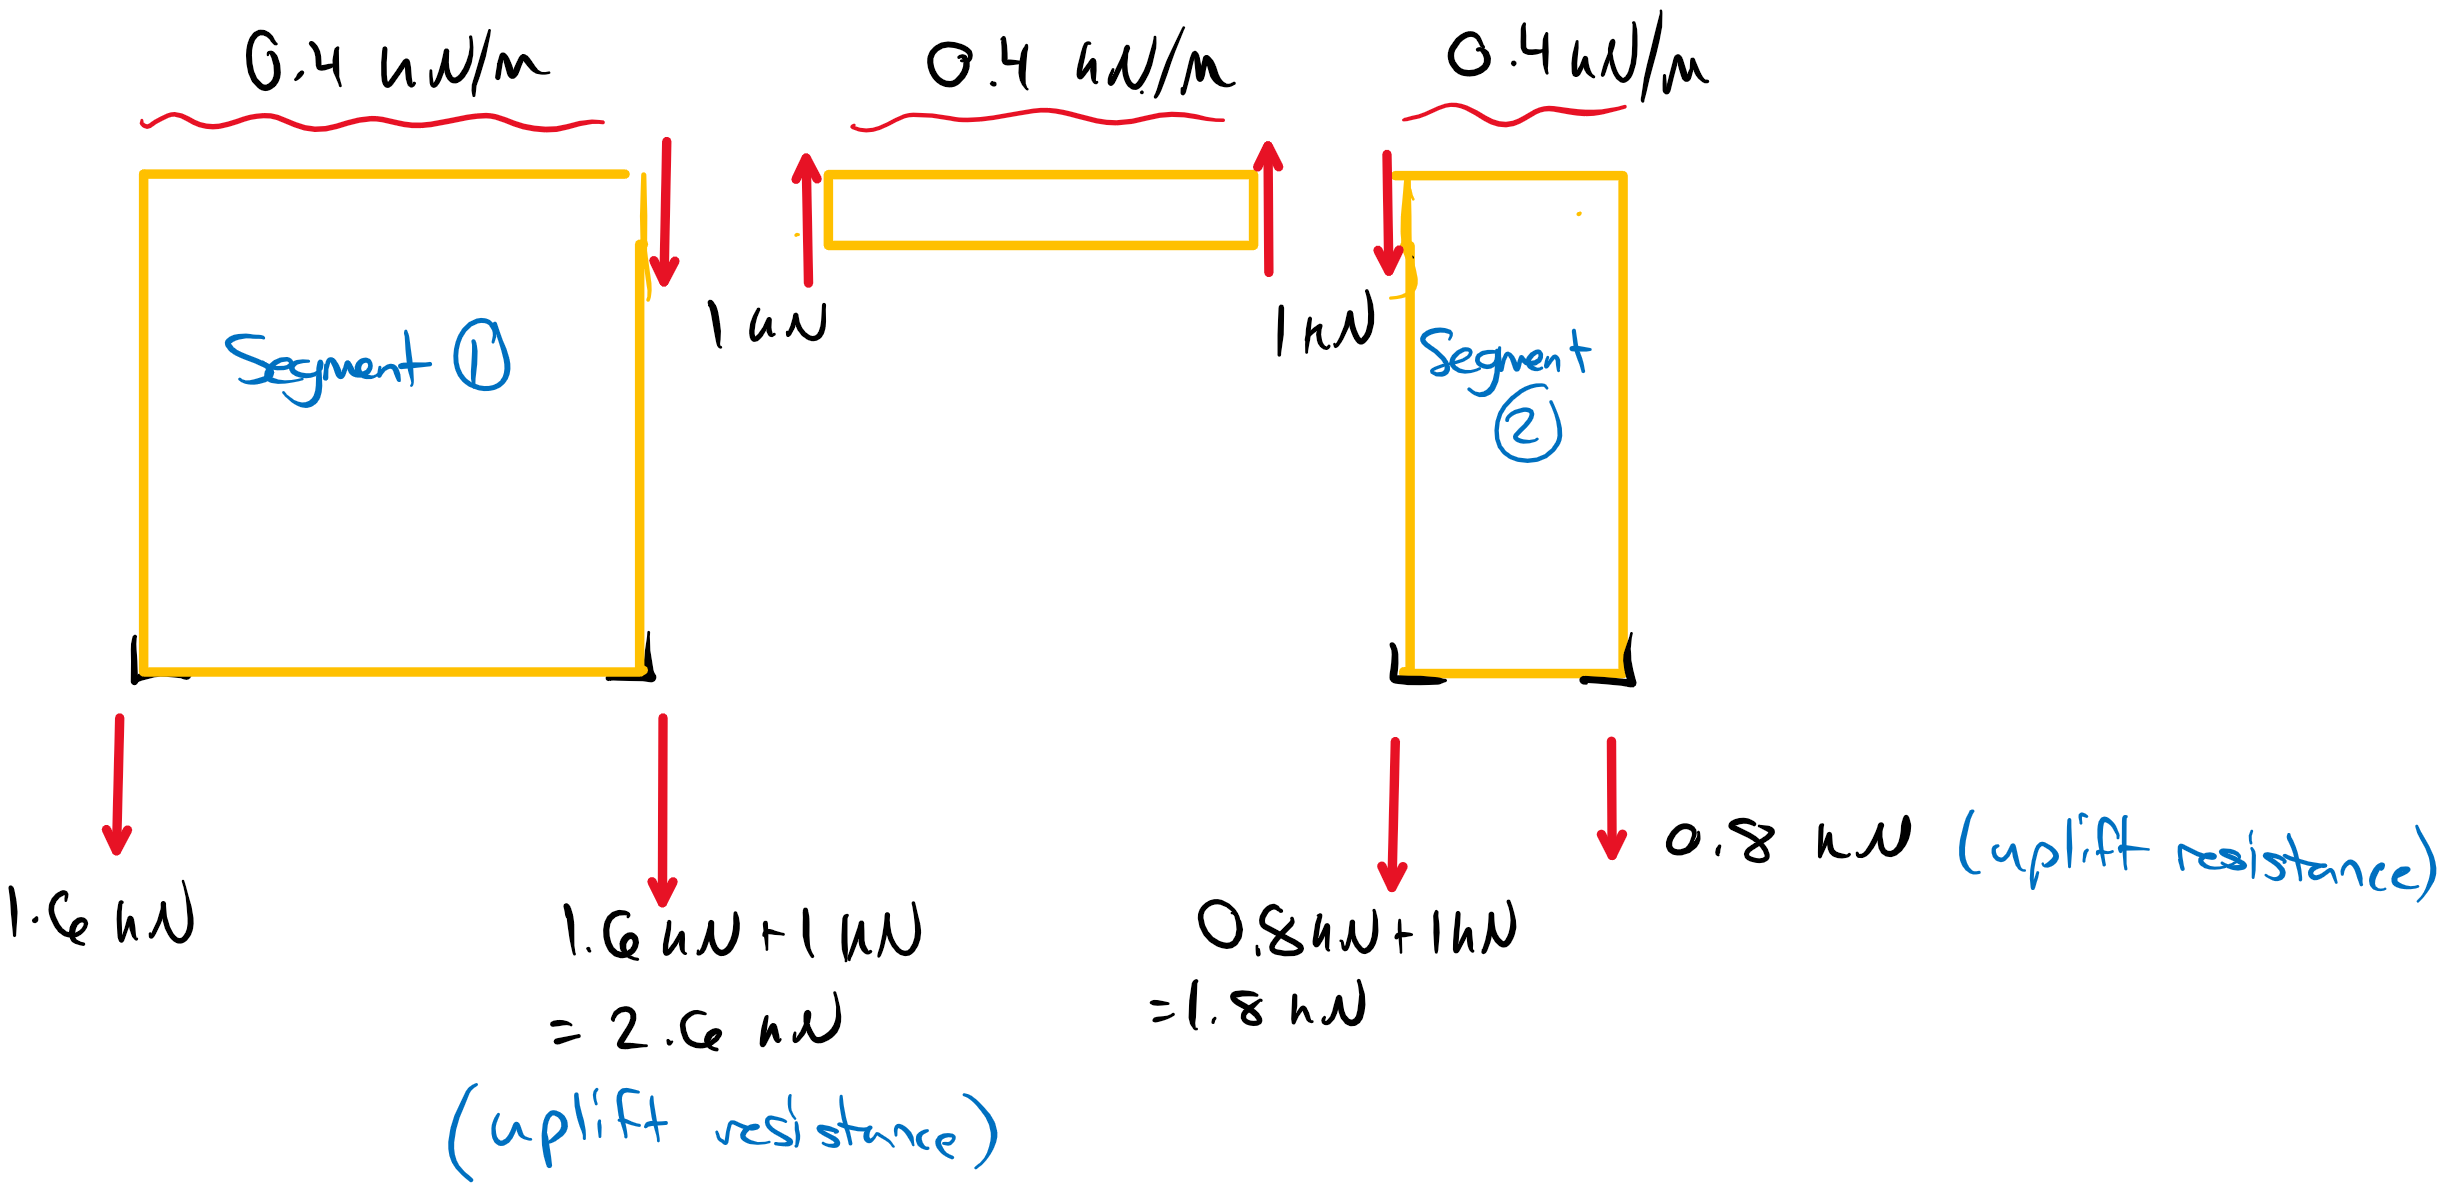 0.4 kN/m
0.4 kN/m
0.4 kN/m
1 kN
1 kN
Segment ①
Segment
②
1.6 kN
1.6 kN + 1 kN
= 2.6 kN
(uplift resistance)
0.8 kN + 1 kN
= 1.8 kN
0.8 kN (uplift resistance)